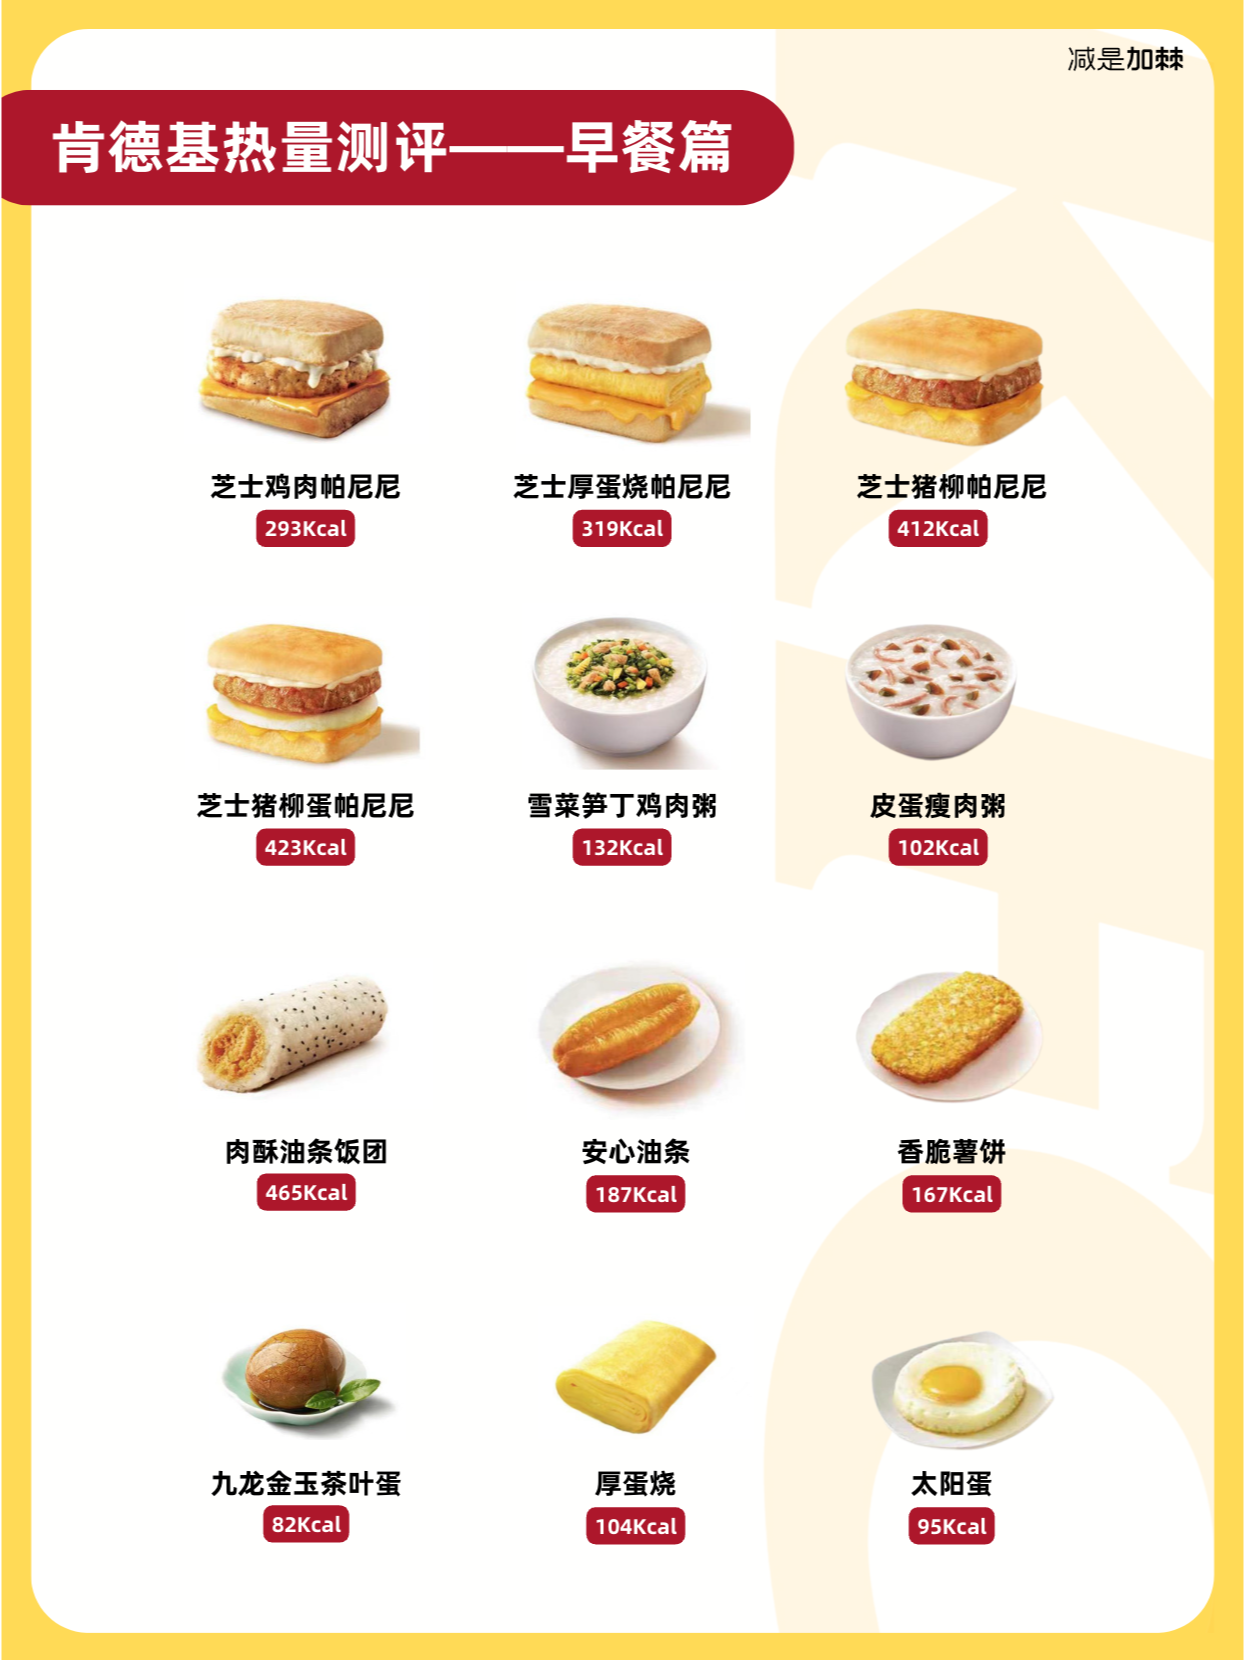 减是加棘
肯德基热量测评——早餐篇
芝士鸡肉帕尼尼
293Kcal
芝士厚蛋烧帕尼尼
319Kcal
芝士猪柳帕尼尼
412Kcal
芝士猪柳蛋帕尼尼
423Kcal
雪菜笋丁鸡肉粥
132Kcal
皮蛋瘦肉粥
102Kcal
肉酥油条饭团
465Kcal
安心油条
187Kcal
香脆薯饼
167Kcal
九龙金玉茶叶蛋
82Kcal
厚蛋烧
104Kcal
太阳蛋
95Kcal